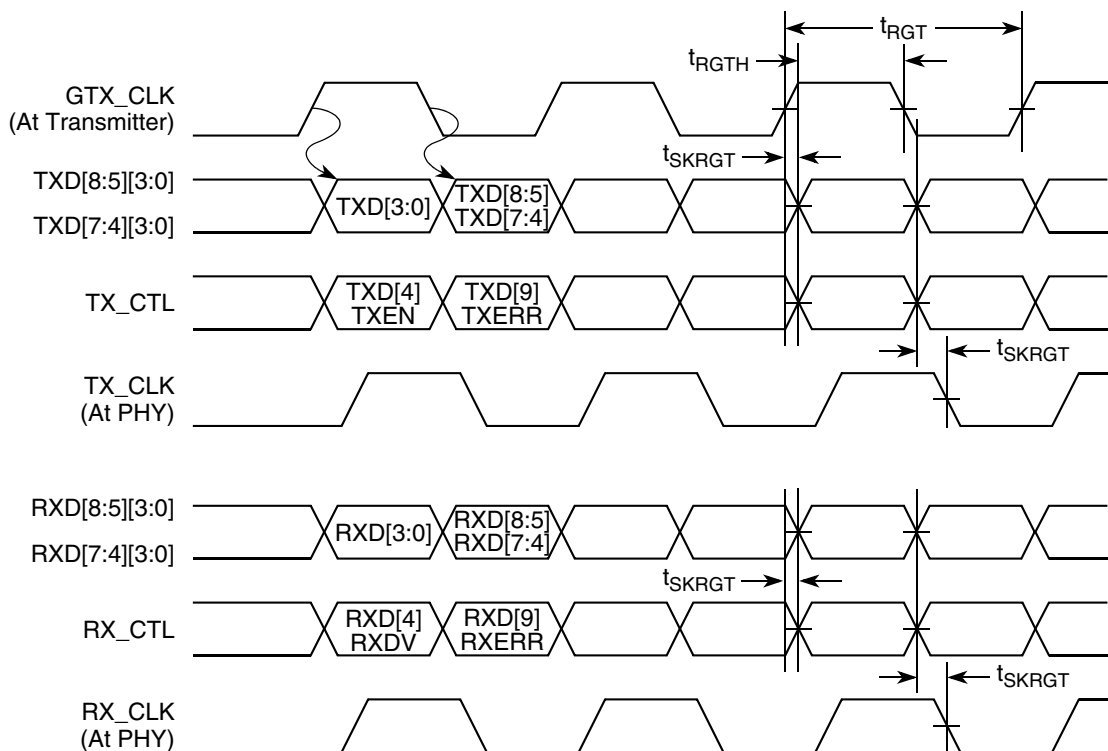 tRGT
tRGTH
GTX_CLK
(At Transmitter)
tSKRGT
TXD[8:5][3:0]
TXD[7:4][3:0]
TXD[3:0]
TXD[8:5]
TXD[7:4]
TX_CTL
TXD[4]
TXEN
TXD[9]
TXERR
tSKRGT
TX_CLK
(At PHY)
RXD[8:5][3:0]
RXD[7:4][3:0]
RXD[3:0]
RXD[8:5]
RXD[7:4]
tSKRGT
RX_CTL
RXD[4]
RXDV
RXD[9]
RXERR
tSKRGT
RX_CLK
(At PHY)